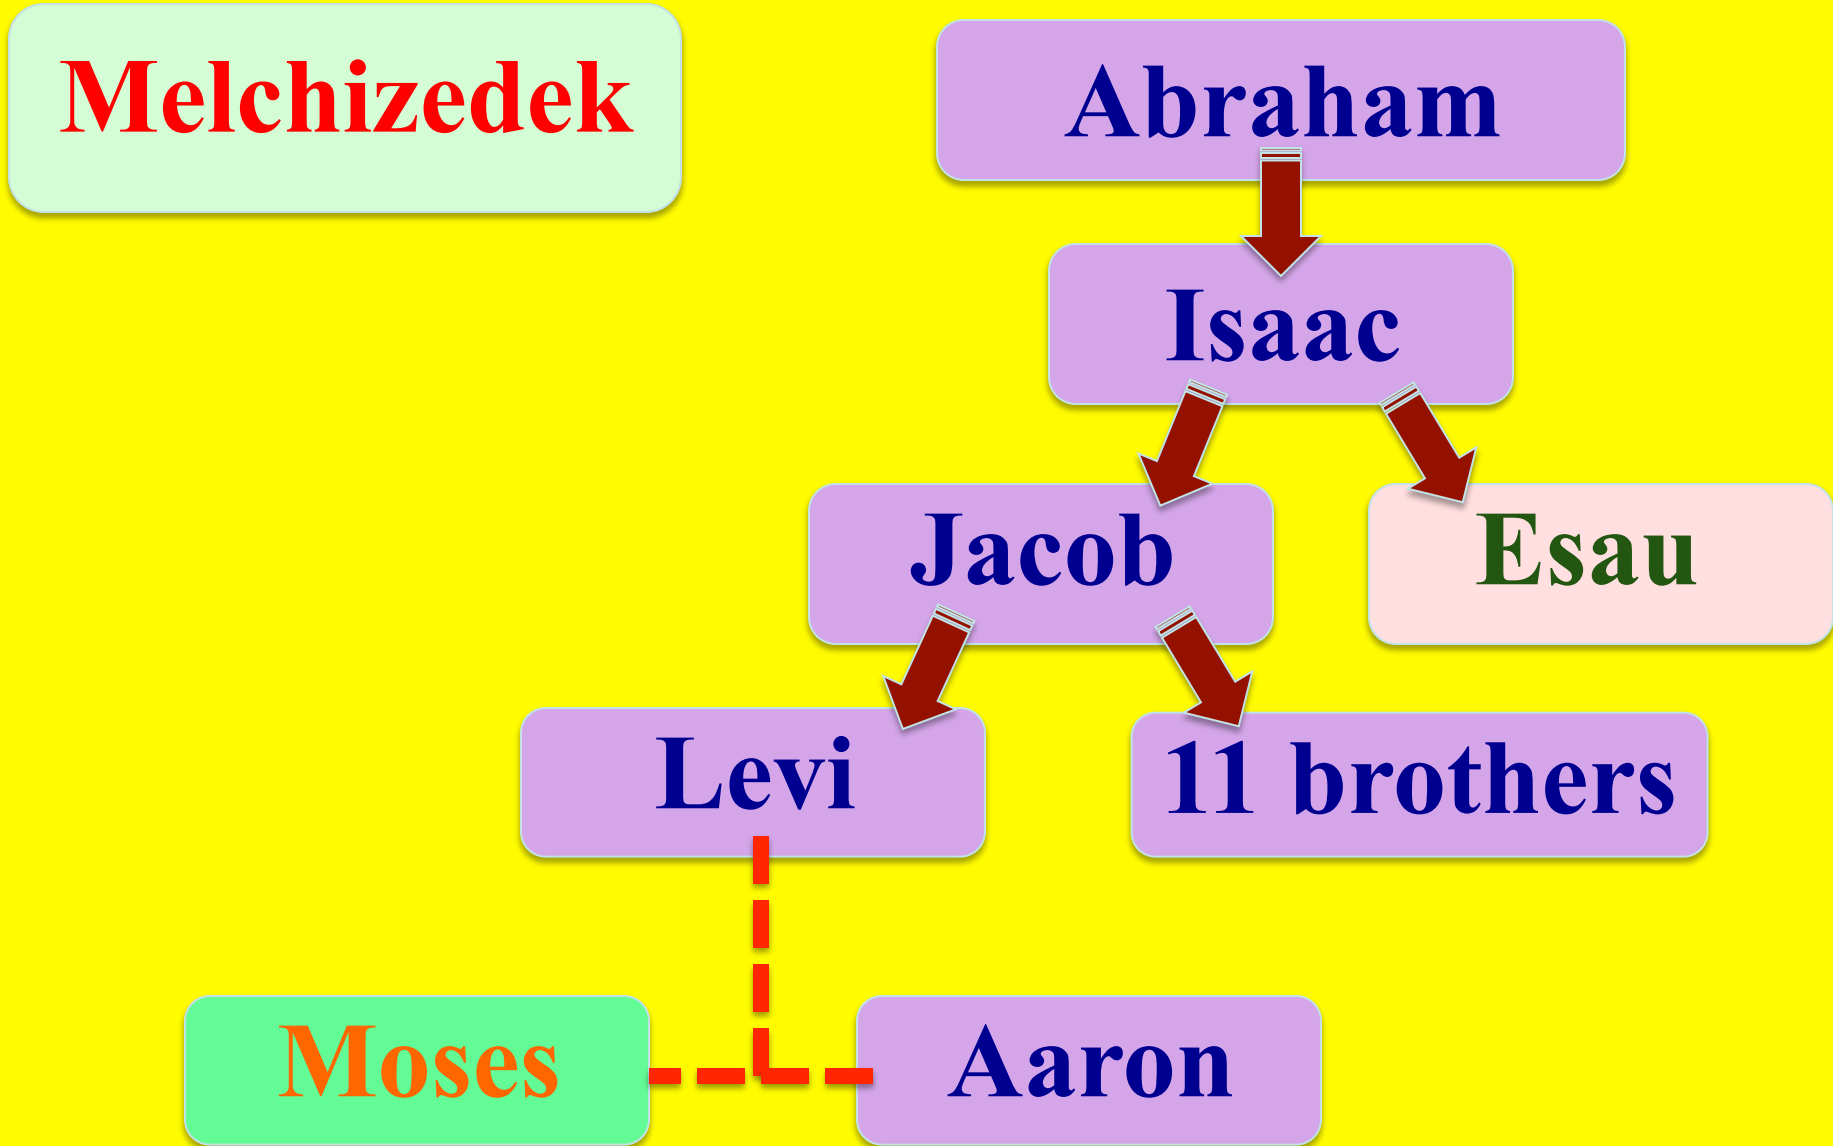 Melchizedek
Abraham
Isaac
Jacob
Esau
Levi
11 brothers
Moses
Aaron